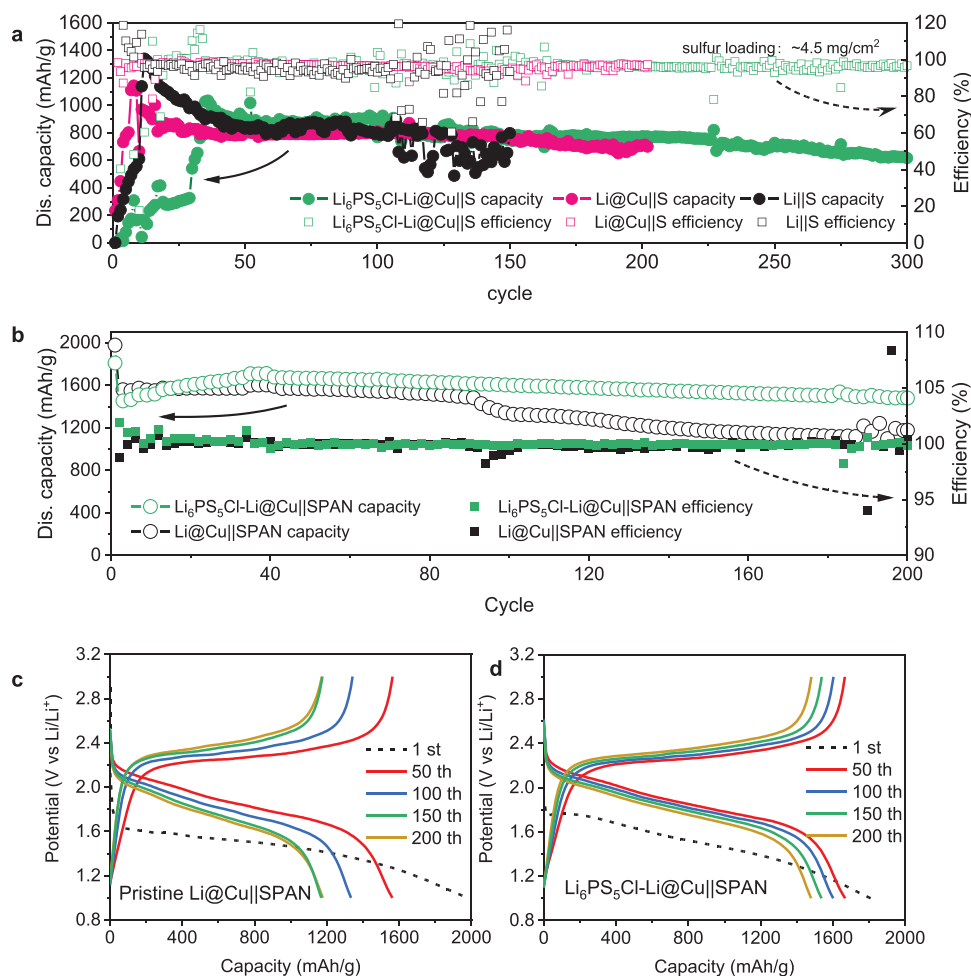 a
1600
1400
1200
1000
800
600
400
200
0
Dis. capacity (mAh/g)
120
100
80
60
40
20
0
Efficiency (%)
sulfur loading: ~4.5 mg/cm²
Li₆PS₅Cl-Li@Cu||S capacity
Li@Cu||S capacity
Li||S capacity
Li₆PS₅Cl-Li@Cu||S efficiency
Li@Cu||S efficiency
Li||S efficiency
0 50 100 150 200 250 300
cycle
b
2000
1600
1200
800
400
0
Dis. capacity (mAh/g)
110
105
100
95
90
Efficiency (%)
Li₆PS₅Cl-Li@Cu||SPAN capacity
Li₆PS₅Cl-Li@Cu||SPAN efficiency
Li@Cu||SPAN capacity
Li@Cu||SPAN efficiency
0 40 80 120 160 200
Cycle
c
3.2
2.8
2.4
2.0
1.6
1.2
0.8
Potential (V vs Li/Li⁺)
1 st
50 th
100 th
150 th
200 th
Pristine Li@Cu||SPAN
0 400 800 1200 1600 2000
Capacity (mAh/g)
d
3.2
2.8
2.4
2.0
1.6
1.2
0.8
Potential (V vs Li/Li⁺)
1 st
50 th
100 th
150 th
200 th
Li₆PS₅Cl-Li@Cu||SPAN
0 400 800 1200 1600 2000
Capacity (mAh/g)